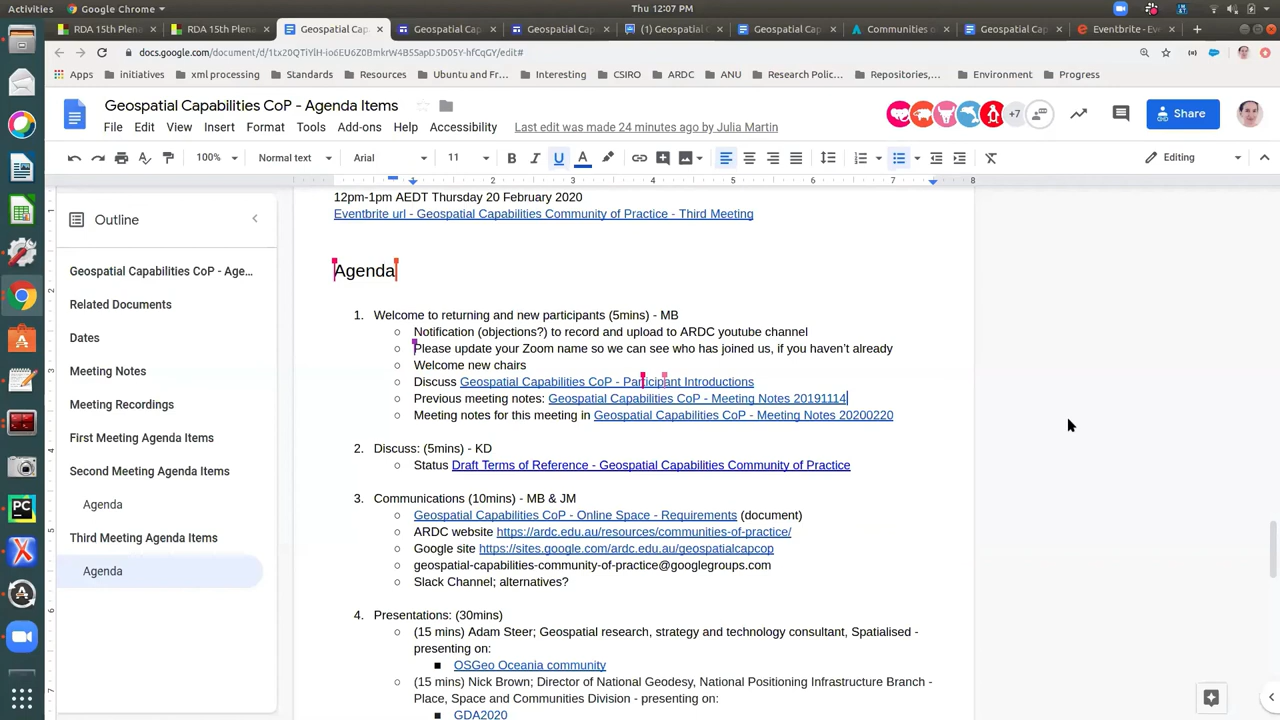 Activities
Google Chrome
Thu 12:07 PM
RDA 15th Plena
RDA 15th Plena
Geospatial Cap
Geospatial Cap
Geospatial Cap
(1) Geospatial C
Geospatial Cap
Communities o
Geospatial Cap
Eventbrite - Eve
docs.google.com/document/d/
/edit#
Apps
initiatives
xml processing
Standards
Resources
Ubuntu and Fr...
Interesting
CSIRO
ARDC
ANU
Research Polic...
Repositories,...
Environment
Progress
Geospatial Capabilities CoP - Agenda Items
File Edit View Insert Format Tools Add-ons Help Accessibility
Last edit was made 24 minutes ago by Julia Martin
+7
Share
100%
Normal text
Arial
11
B I U A
Editing
1 2 3 4 5 6 7 8
Outline
Geospatial Capabilities CoP - Age...
Related Documents
Dates
Meeting Notes
Meeting Recordings
First Meeting Agenda Items
Second Meeting Agenda Items
Agenda
Third Meeting Agenda Items
Agenda
12pm-1pm AEDT Thursday 20 February 2020
Eventbrite url - Geospatial Capabilities Community of Practice - Third Meeting
Agenda
1. Welcome to returning and new participants (5mins) - MB
Notification (objections?) to record and upload to ARDC youtube channel
Please update your Zoom name so we can see who has joined us, if you haven’t already
Welcome new chairs
Discuss Geospatial Capabilities CoP - Participant Introductions
Previous meeting notes: Geospatial Capabilities CoP - Meeting Notes 20191114
Meeting notes for this meeting in Geospatial Capabilities CoP - Meeting Notes 20200220
2. Discuss: (5mins) - KD
Status Draft Terms of Reference - Geospatial Capabilities Community of Practice
3. Communications (10mins) - MB & JM
Geospatial Capabilities CoP - Online Space - Requirements (document)
ARDC website https://ardc.edu.au/resources/communities-of-practice/
Google site https://sites.google.com/ardc.edu.au/geospatialcapcop
geospatial-capabilities-community-of-practice@googlegroups.com
Slack Channel; alternatives?
4. Presentations: (30mins)
(15 mins) Adam Steer; Geospatial research, strategy and technology consultant, Spatialised -
presenting on:
OSGeo Oceania community
(15 mins) Nick Brown; Director of National Geodesy, National Positioning Infrastructure Branch -
Place, Space and Communities Division - presenting on:
GDA2020